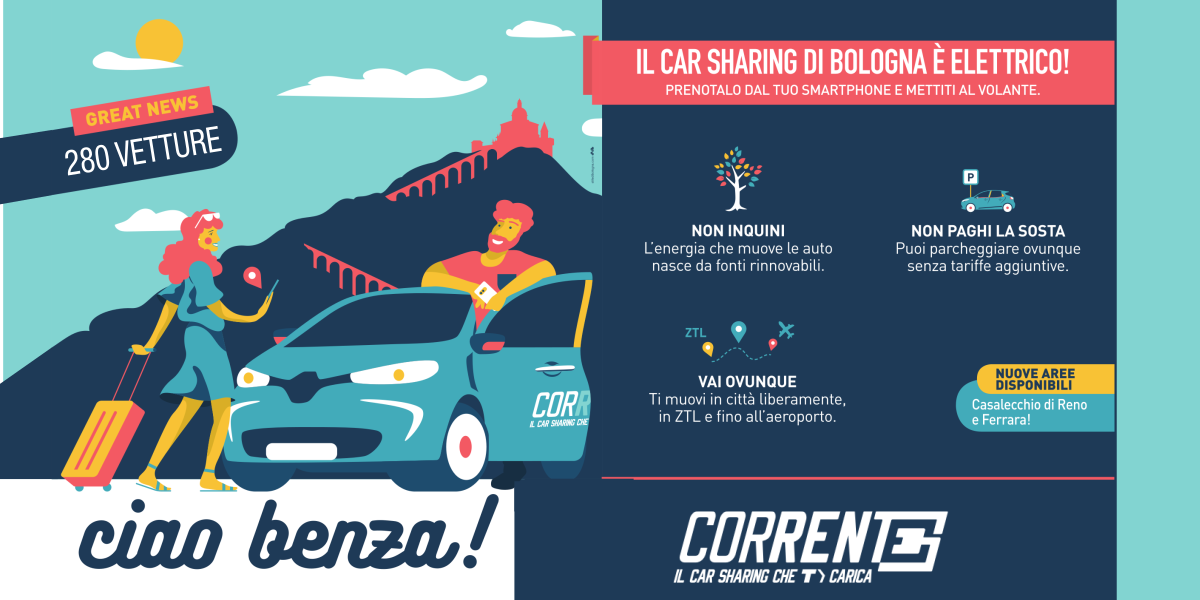 GREAT NEWS
280 VETTURE
CORR
IL CAR SHARING CHE
ciao benza!
IL CAR SHARING DI BOLOGNA È ELETTRICO!
PRENOTALO DAL TUO SMARTPHONE E METTITI AL VOLANTE.
NON INQUINI
L'energia che muove le auto
nasce da fonti rinnovabili.
P
NON PAGHI LA SOSTA
Puoi parcheggiare ovunque
senza tariffe aggiuntive.
ZTL
VAI OVUNQUE
Ti muovi in città liberamente,
in ZTL e fino all'aeroporto.
NUOVE AREE
DISPONIBILI
Casalecchio di Reno
e Ferrara!
CORRENTE
IL CAR SHARING CHE T CARICA